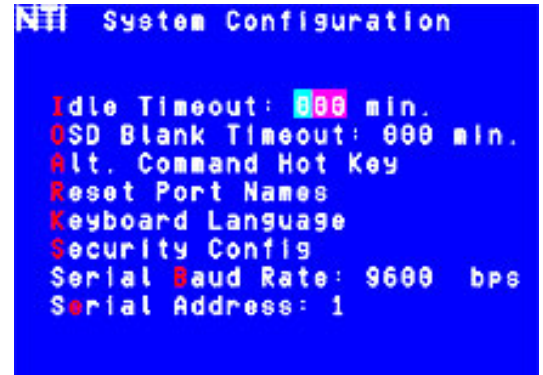 NTI System Configuration
Idle Timeout: 000 min.
OSD Blank Timeout: 000 min.
Alt. Command Hot Key
Reset Port Names
Keyboard Language
Security Config
Serial Baud Rate: 9600 bps
Serial Address: 1